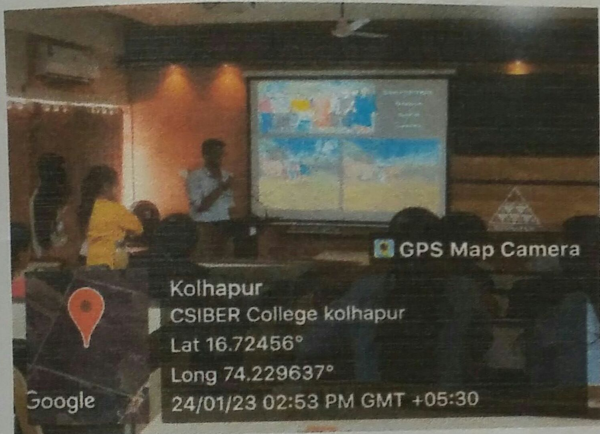 GPS Map Camera
Kolhapur
CSIBER College kolhapur
Lat 16.72456°
Long 74.229637°
24/01/23 02:53 PM GMT +05:30
Google